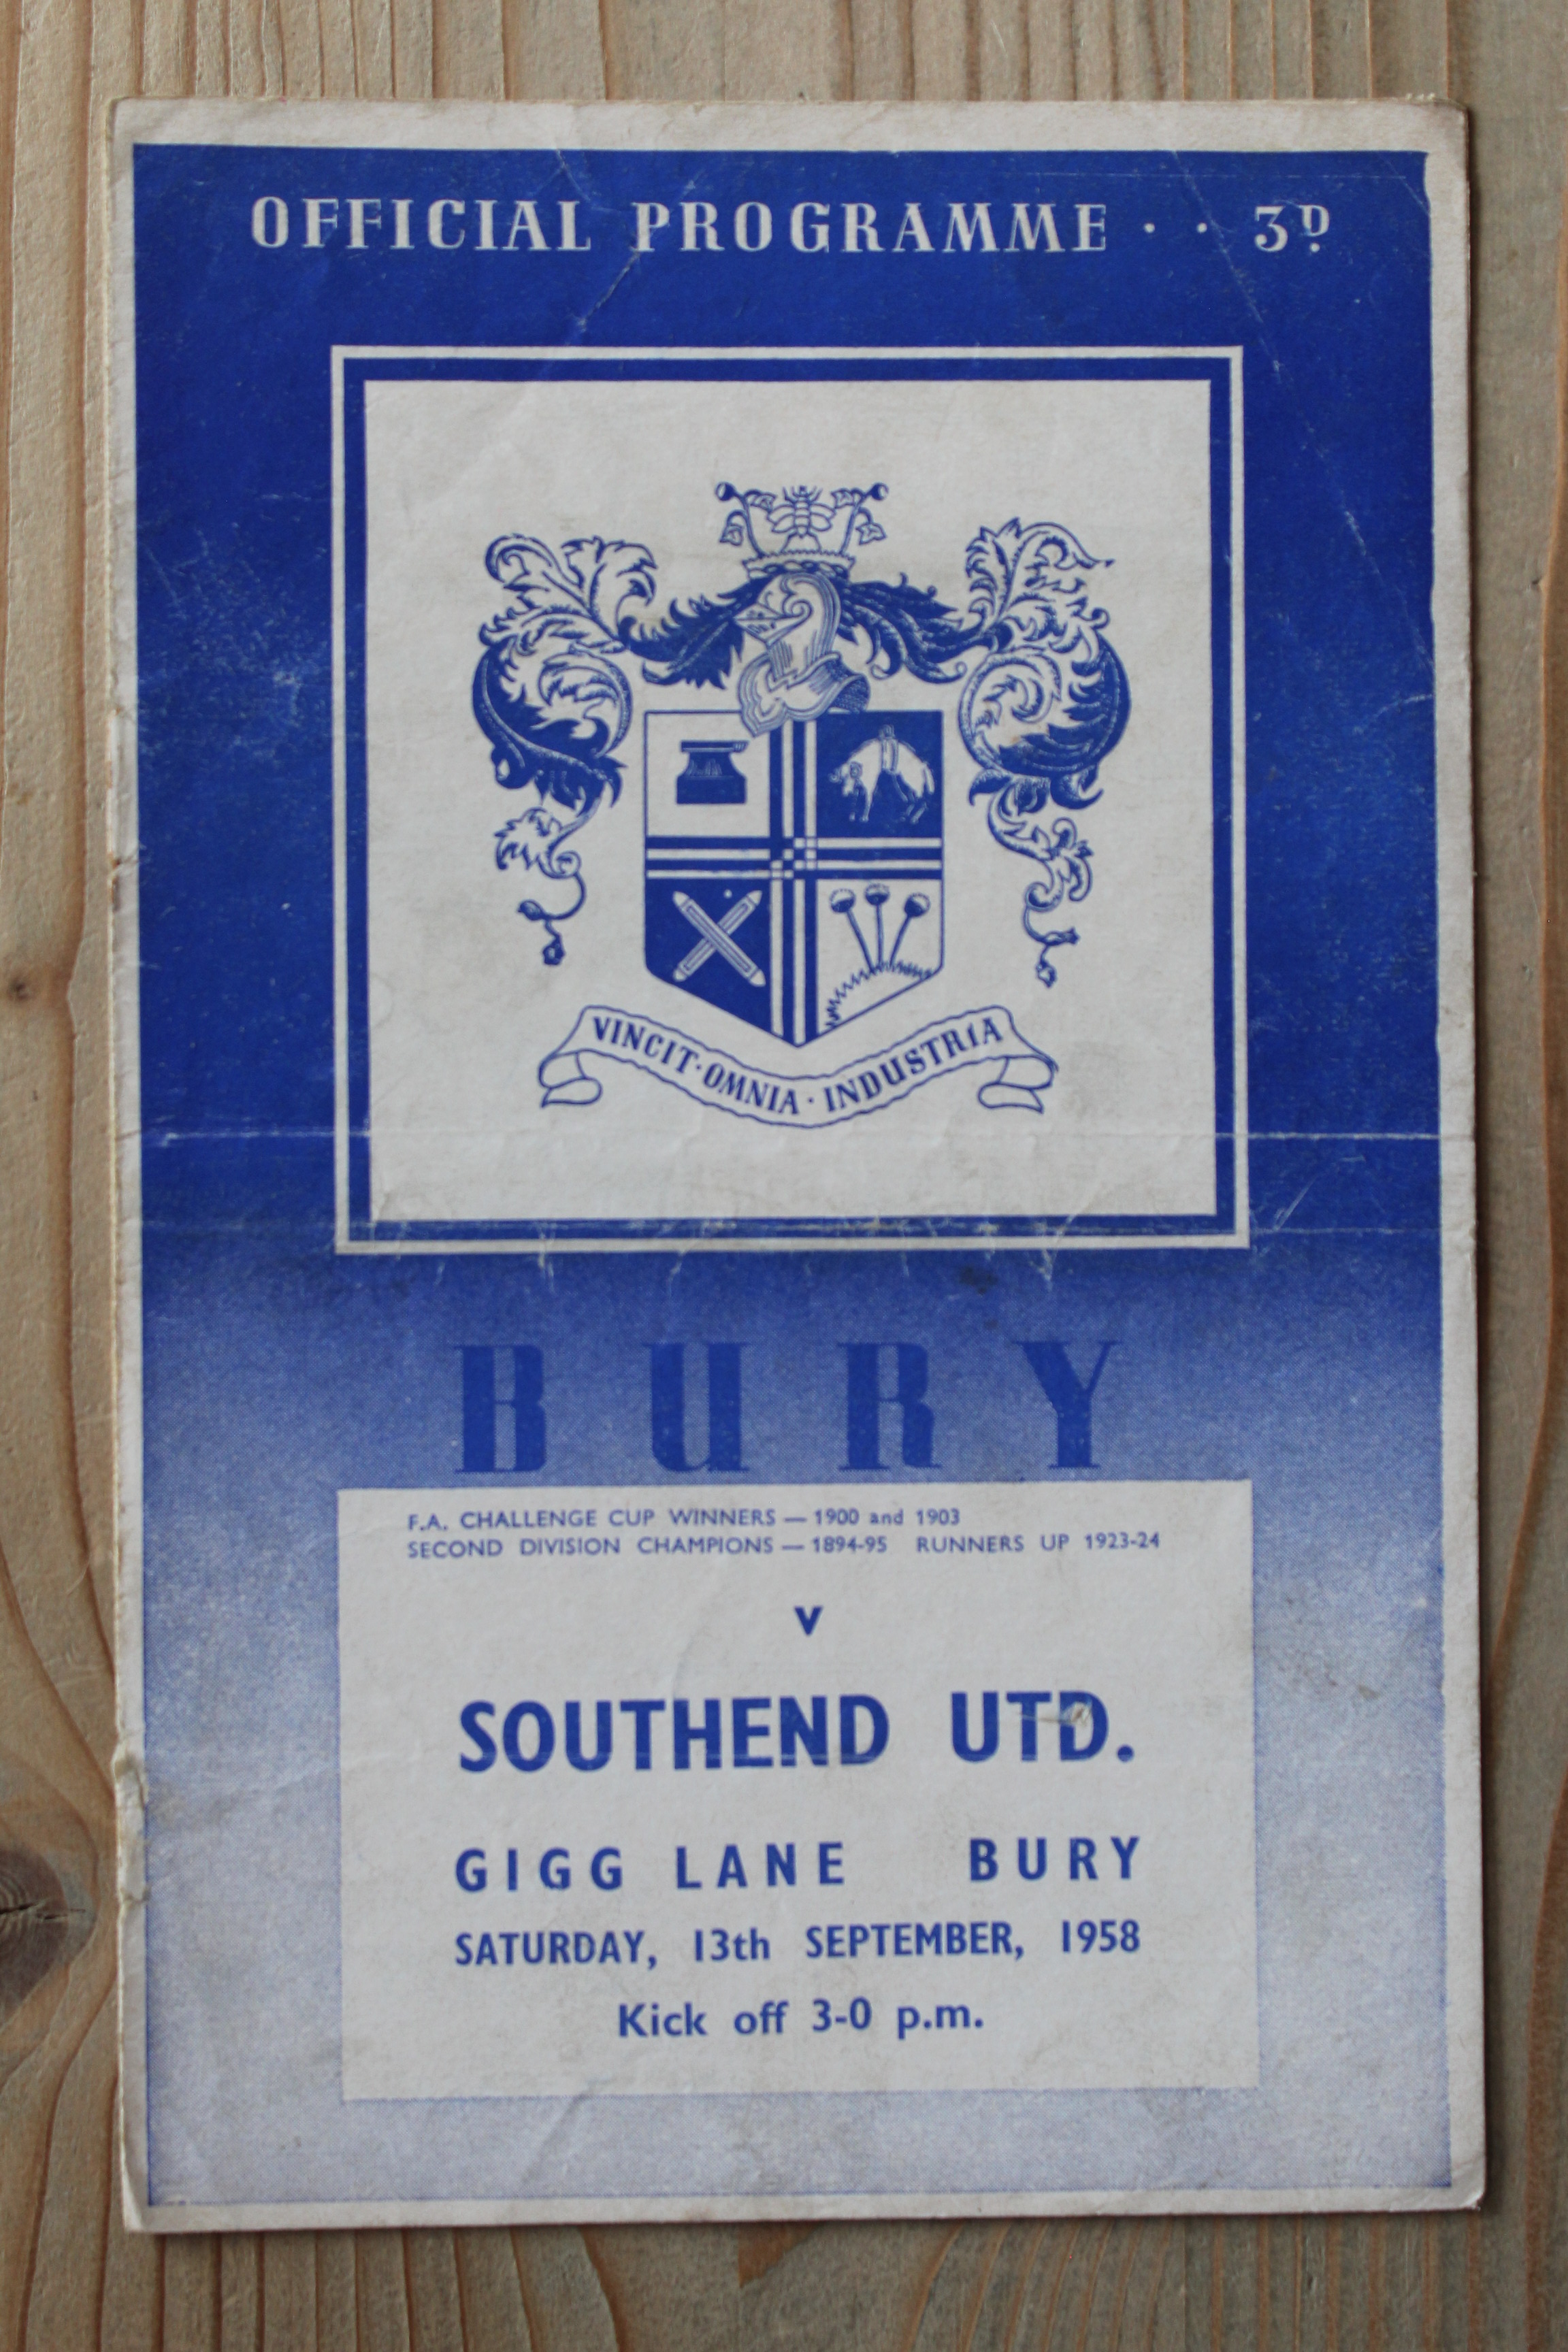 OFFICIAL PROGRAMME · · 3D
VINCIT · OMNIA · INDUSTRIA
BURY
F.A. CHALLENGE CUP WINNERS — 1900 and 1903
SECOND DIVISION CHAMPIONS — 1894-95 RUNNERS UP 1923-24
v
SOUTHEND UTD.
GIGG LANE BURY
SATURDAY, 13th SEPTEMBER, 1958
Kick off 3-0 p.m.